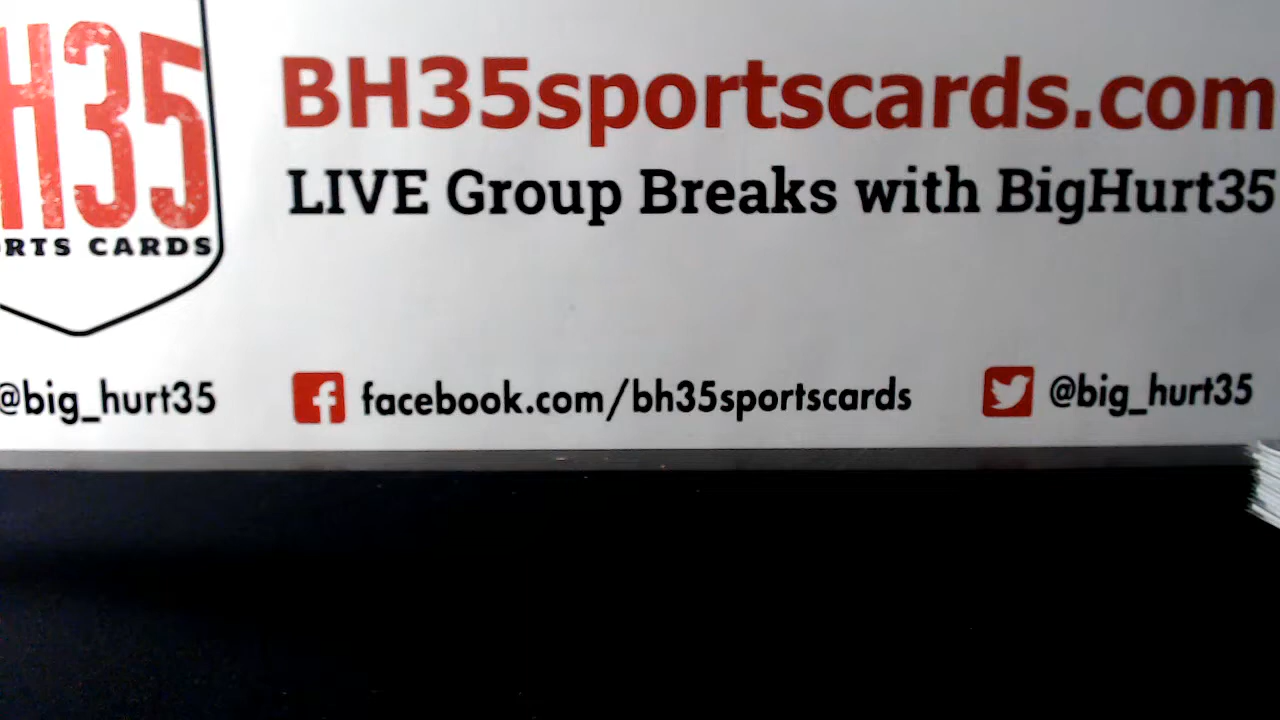 H35
RTS CARDS
BH35sportscards.com
LIVE Group Breaks with BigHurt35
@big_hurt35
facebook.com/bh35sportscards
@big_hurt35